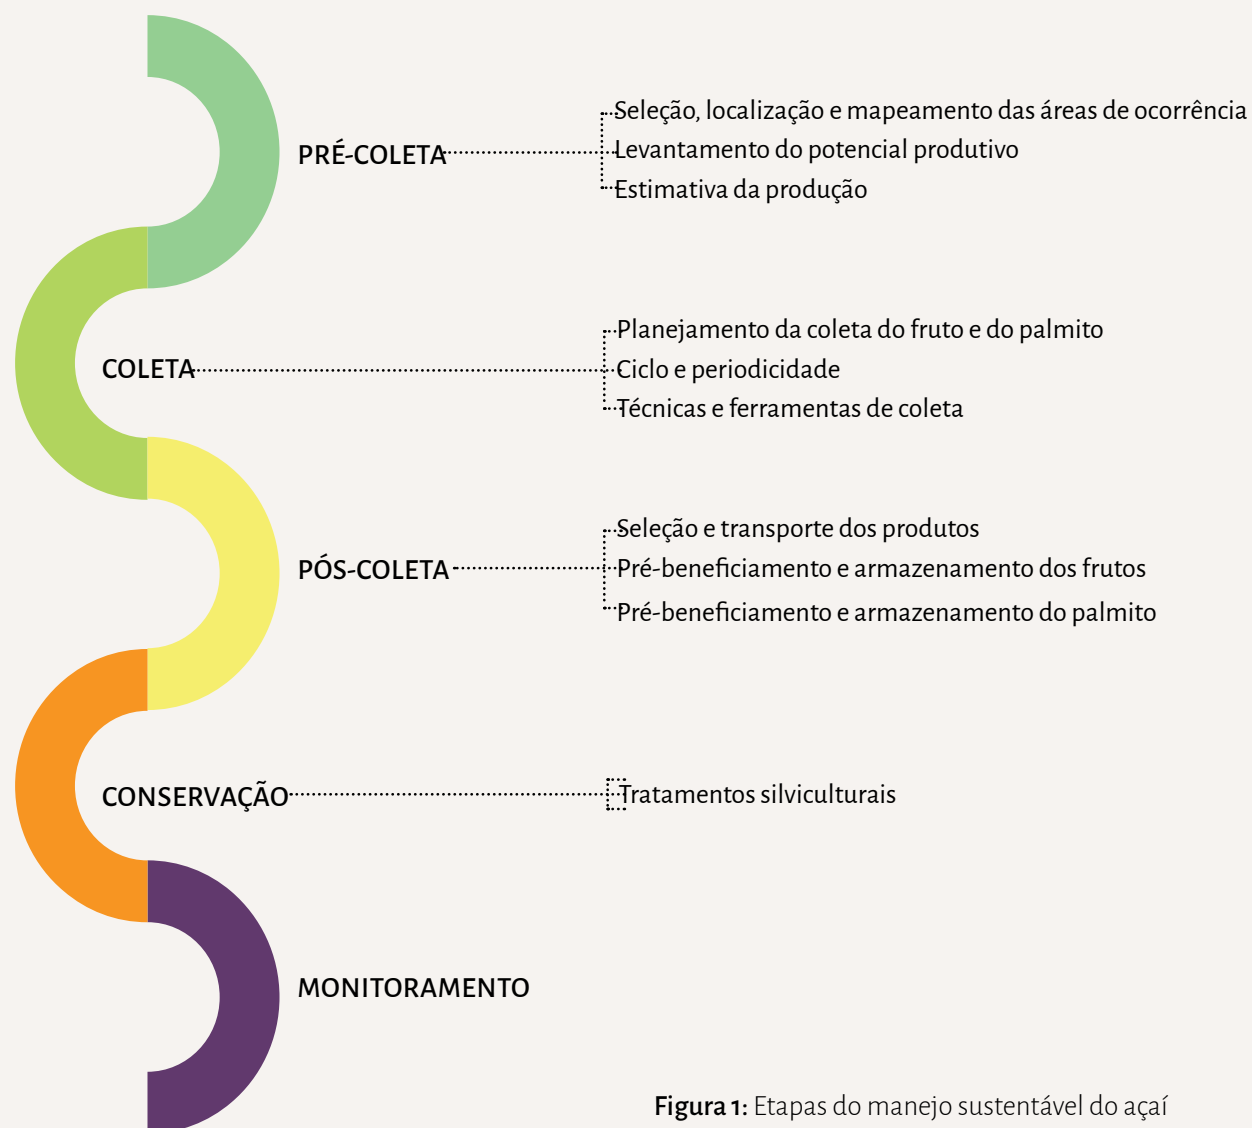 PRÉ-COLETA
Seleção, localização e mapeamento das áreas de ocorrência
Levantamento do potencial produtivo
Estimativa da produção
COLETA
Planejamento da coleta do fruto e do palmito
Ciclo e periodicidade
Técnicas e ferramentas de coleta
PÓS-COLETA
Seleção e transporte dos produtos
Pré-beneficiamento e armazenamento dos frutos
Pré-beneficiamento e armazenamento do palmito
CONSERVAÇÃO
Tratamentos silviculturais
MONITORAMENTO
Figura 1: Etapas do manejo sustentável do açaí